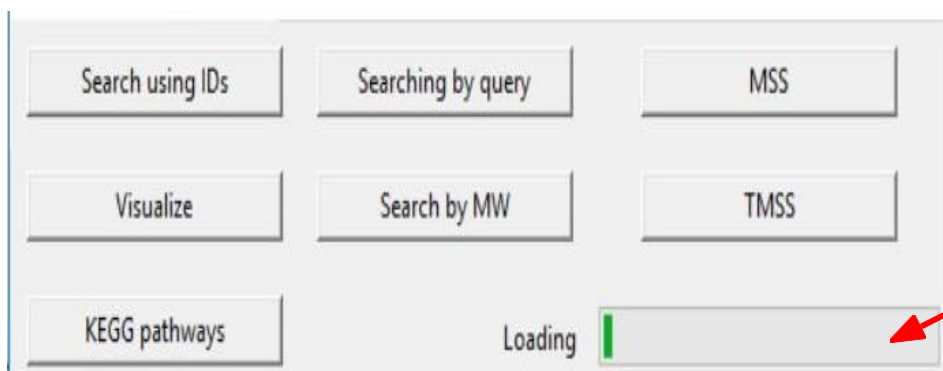 Search using IDs
Searching by query
MSS
Visualize
Search by MW
TMSS
KEGG pathways
Loading